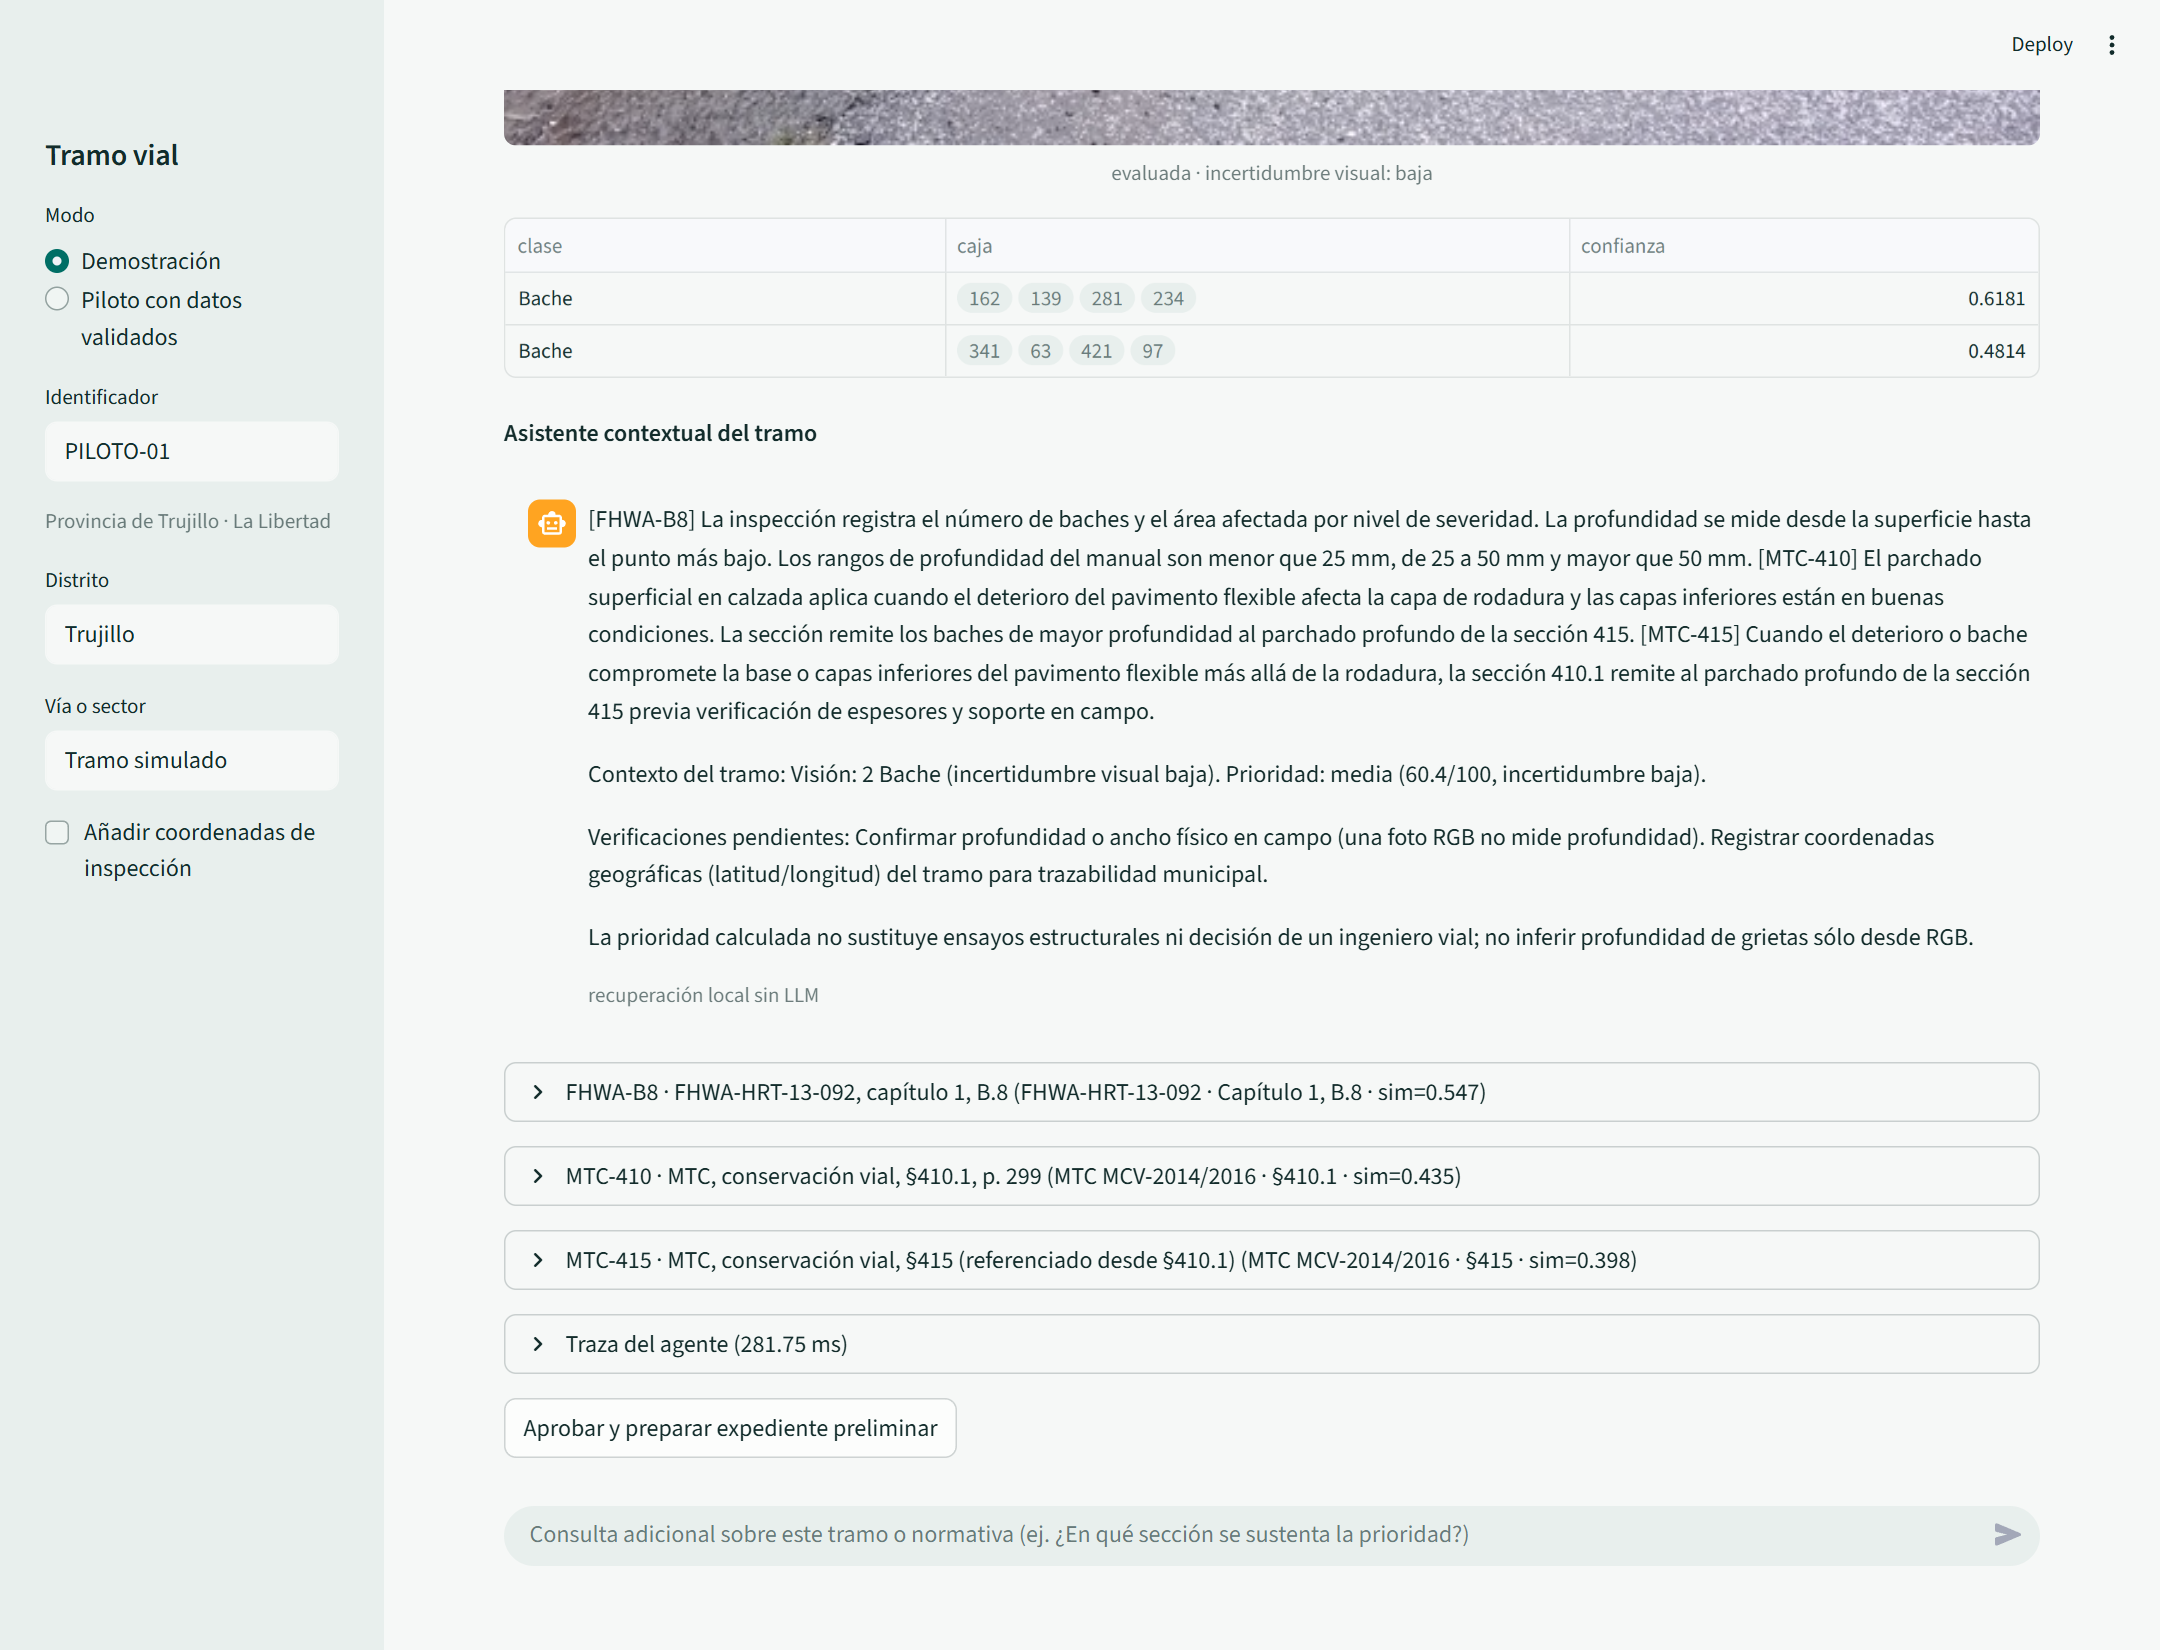 Deploy
Tramo vial
Modo
Demostración
Piloto con datos
validados
Identificador
PILOTO-01
Provincia de Trujillo · La Libertad
Distrito
Trujillo
Vía o sector
Tramo simulado
Añadir coordenadas de
inspección
evaluada · incertidumbre visual: baja
clase caja confianza
Bache 162 139 281 234 0.6181
Bache 341 63 421 97 0.4814
Asistente contextual del tramo
[FHWA-B8] La inspección registra el número de baches y el área afectada por nivel de severidad. La profundidad se mide desde la superficie hasta
el punto más bajo. Los rangos de profundidad del manual son menor que 25 mm, de 25 a 50 mm y mayor que 50 mm. [MTC-410] El parchado
superficial en calzada aplica cuando el deterioro del pavimento flexible afecta la capa de rodadura y las capas inferiores están en buenas
condiciones. La sección remite los baches de mayor profundidad al parchado profundo de la sección 415. [MTC-415] Cuando el deterioro o bache
compromete la base o capas inferiores del pavimento flexible más allá de la rodadura, la sección 410.1 remite al parchado profundo de la sección
415 previa verificación de espesores y soporte en campo.
Contexto del tramo: Visión: 2 Bache (incertidumbre visual baja). Prioridad: media (60.4/100, incertidumbre baja).
Verificaciones pendientes: Confirmar profundidad o ancho físico en campo (una foto RGB no mide profundidad). Registrar coordenadas
geográficas (latitud/longitud) del tramo para trazabilidad municipal.
La prioridad calculada no sustituye ensayos estructurales ni decisión de un ingeniero vial; no inferir profundidad de grietas sólo desde RGB.
recuperación local sin LLM
FHWA-B8 · FHWA-HRT-13-092, capítulo 1, B.8 (FHWA-HRT-13-092 · Capítulo 1, B.8 · sim=0.547)
MTC-410 · MTC, conservación vial, §410.1, p. 299 (MTC MCV-2014/2016 · §410.1 · sim=0.435)
MTC-415 · MTC, conservación vial, §415 (referenciado desde §410.1) (MTC MCV-2014/2016 · §415 · sim=0.398)
Traza del agente (281.75 ms)
Aprobar y preparar expediente preliminar
Consulta adicional sobre este tramo o normativa (ej. ¿En qué sección se sustenta la prioridad?)